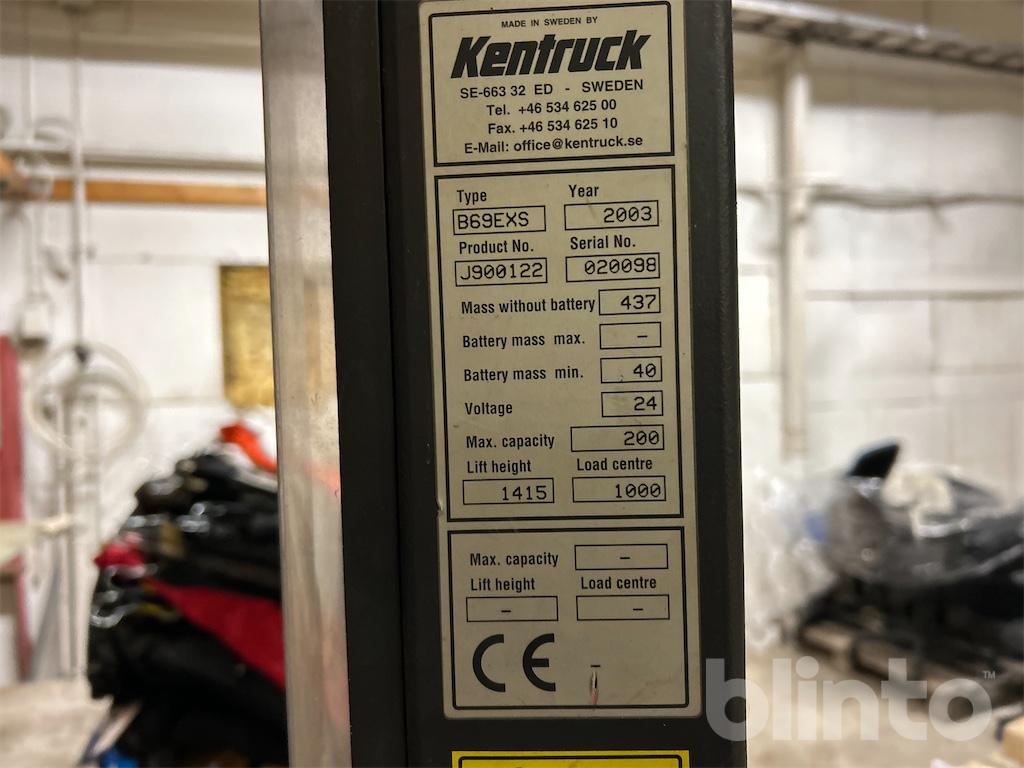 MADE IN SWEDEN BY
Kentruck
SE-663 32 ED - SWEDEN
Tel. +46 534 625 00
Fax. +46 534 625 10
E-Mail: office@kentruck.se
Type Year
B69EXS 2003
Product No. Serial No.
J900122 020098
Mass without battery 437
Battery mass max. -
Battery mass min. 40
Voltage 24
Max. capacity 200
Lift height Load centre
1415 1000
Max. capacity -
Lift height Load centre
- -
CE -
blinto™